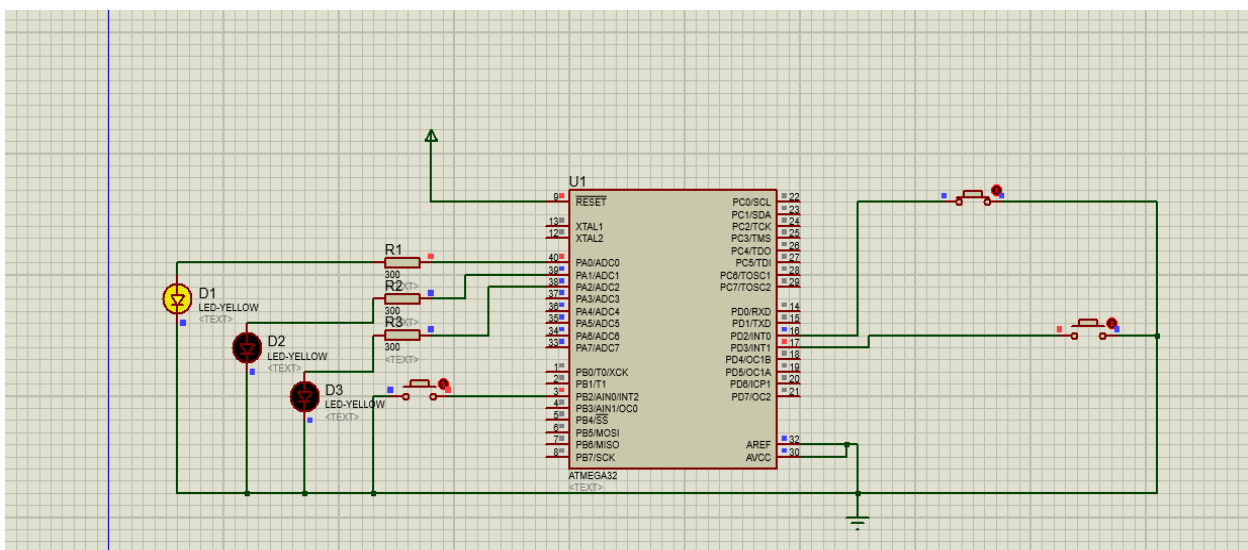 U1
9
RESET
13
XTAL1
12
XTAL2
40
PA0/ADC0
39
PA1/ADC1
38
PA2/ADC2
37
PA3/ADC3
36
PA4/ADC4
35
PA5/ADC5
34
PA6/ADC6
33
PA7/ADC7
1
PB0/T0/XCK
2
PB1/T1
3
PB2/AIN0/INT2
4
PB3/AIN1/OC0
5
PB4/SS
6
PB5/MOSI
7
PB6/MISO
8
PB7/SCK
PC0/SCL
22
PC1/SDA
23
PC2/TCK
24
PC3/TMS
25
PC4/TDO
26
PC5/TDI
27
PC6/TOSC1
28
PC7/TOSC2
29
PD0/RXD
14
PD1/TXD
15
PD2/INT0
16
PD3/INT1
17
PD4/OC1B
18
PD5/OC1A
19
PD6/ICP1
20
PD7/OC2
21
AREF
32
AVCC
30
ATMEGA32
<TEXT>
R1
300
<TEXT>
R2
300
<TEXT>
R3
300
<TEXT>
D1
LED-YELLOW
<TEXT>
D2
LED-YELLOW
<TEXT>
D3
LED-YELLOW
<TEXT>